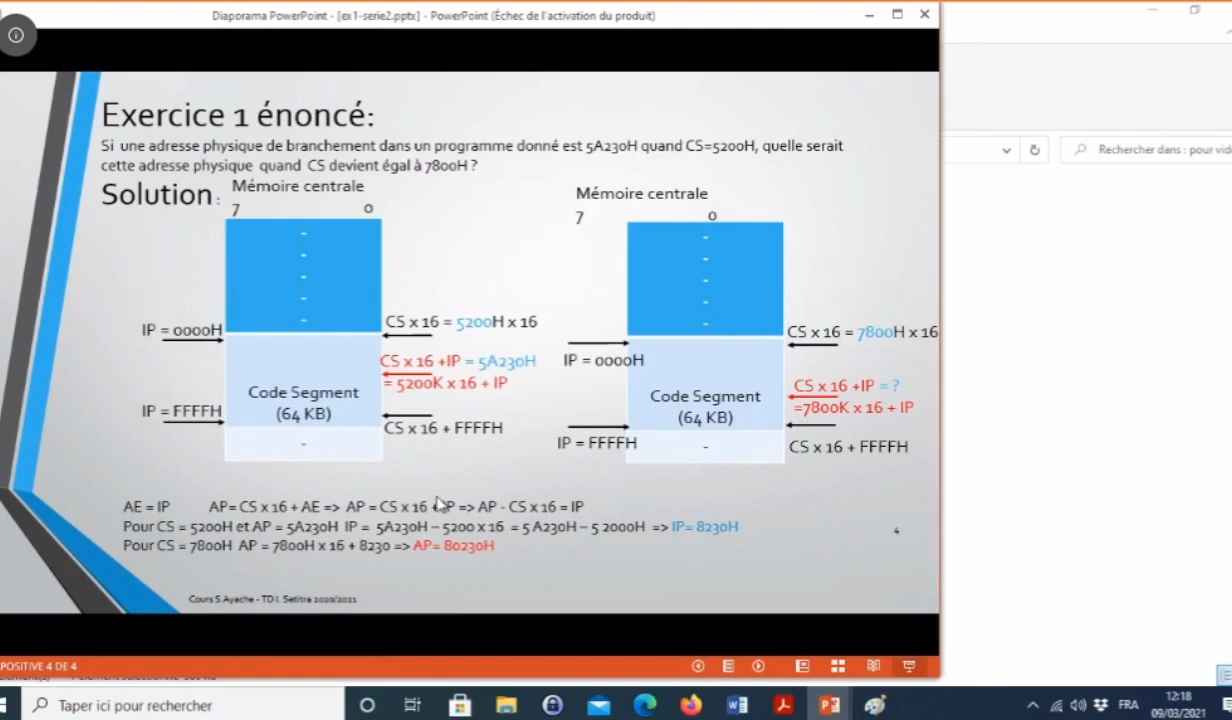 Diaporama PowerPoint - [ex1-serie2.pptx] - PowerPoint (Échec de l'activation du produit)
Rechercher dans : pour vid
Exercice 1 énoncé:
Si une adresse physique de branchement dans un programme donné est 5A230H quand CS=5200H, quelle serait
cette adresse physique quand CS devient égal à 7800H ?
Solution :
Mémoire centrale
7 0
-
-
-
-
-
IP = 0000H
CS x 16 = 5200H x 16
CS x 16 +IP = 5A230H
= 5200K x 16 + IP
Code Segment
(64 KB)
IP = FFFFH
CS x 16 + FFFFH
-
Mémoire centrale
7 0
-
-
-
-
-
CS x 16 = 7800H x 16
IP = 0000H
CS x 16 +IP = ?
=7800K x 16 + IP
Code Segment
(64 KB)
IP = FFFFH
CS x 16 + FFFFH
-
AE = IP AP= CS x 16 + AE => AP = CS x 16 + IP => AP - CS x 16 = IP
Pour CS = 5200H et AP = 5A230H IP = 5A230H – 5200 x 16 = 5 A230H – 5 2000H => IP= 8230H
Pour CS = 7800H AP = 7800H x 16 + 8230 => AP= 80230H
4
Cours S.Ayache - TD I. Setitra 2020/2021
POSITIVE 4 DE 4
Taper ici pour rechercher
FRA
12:18
09/03/2021